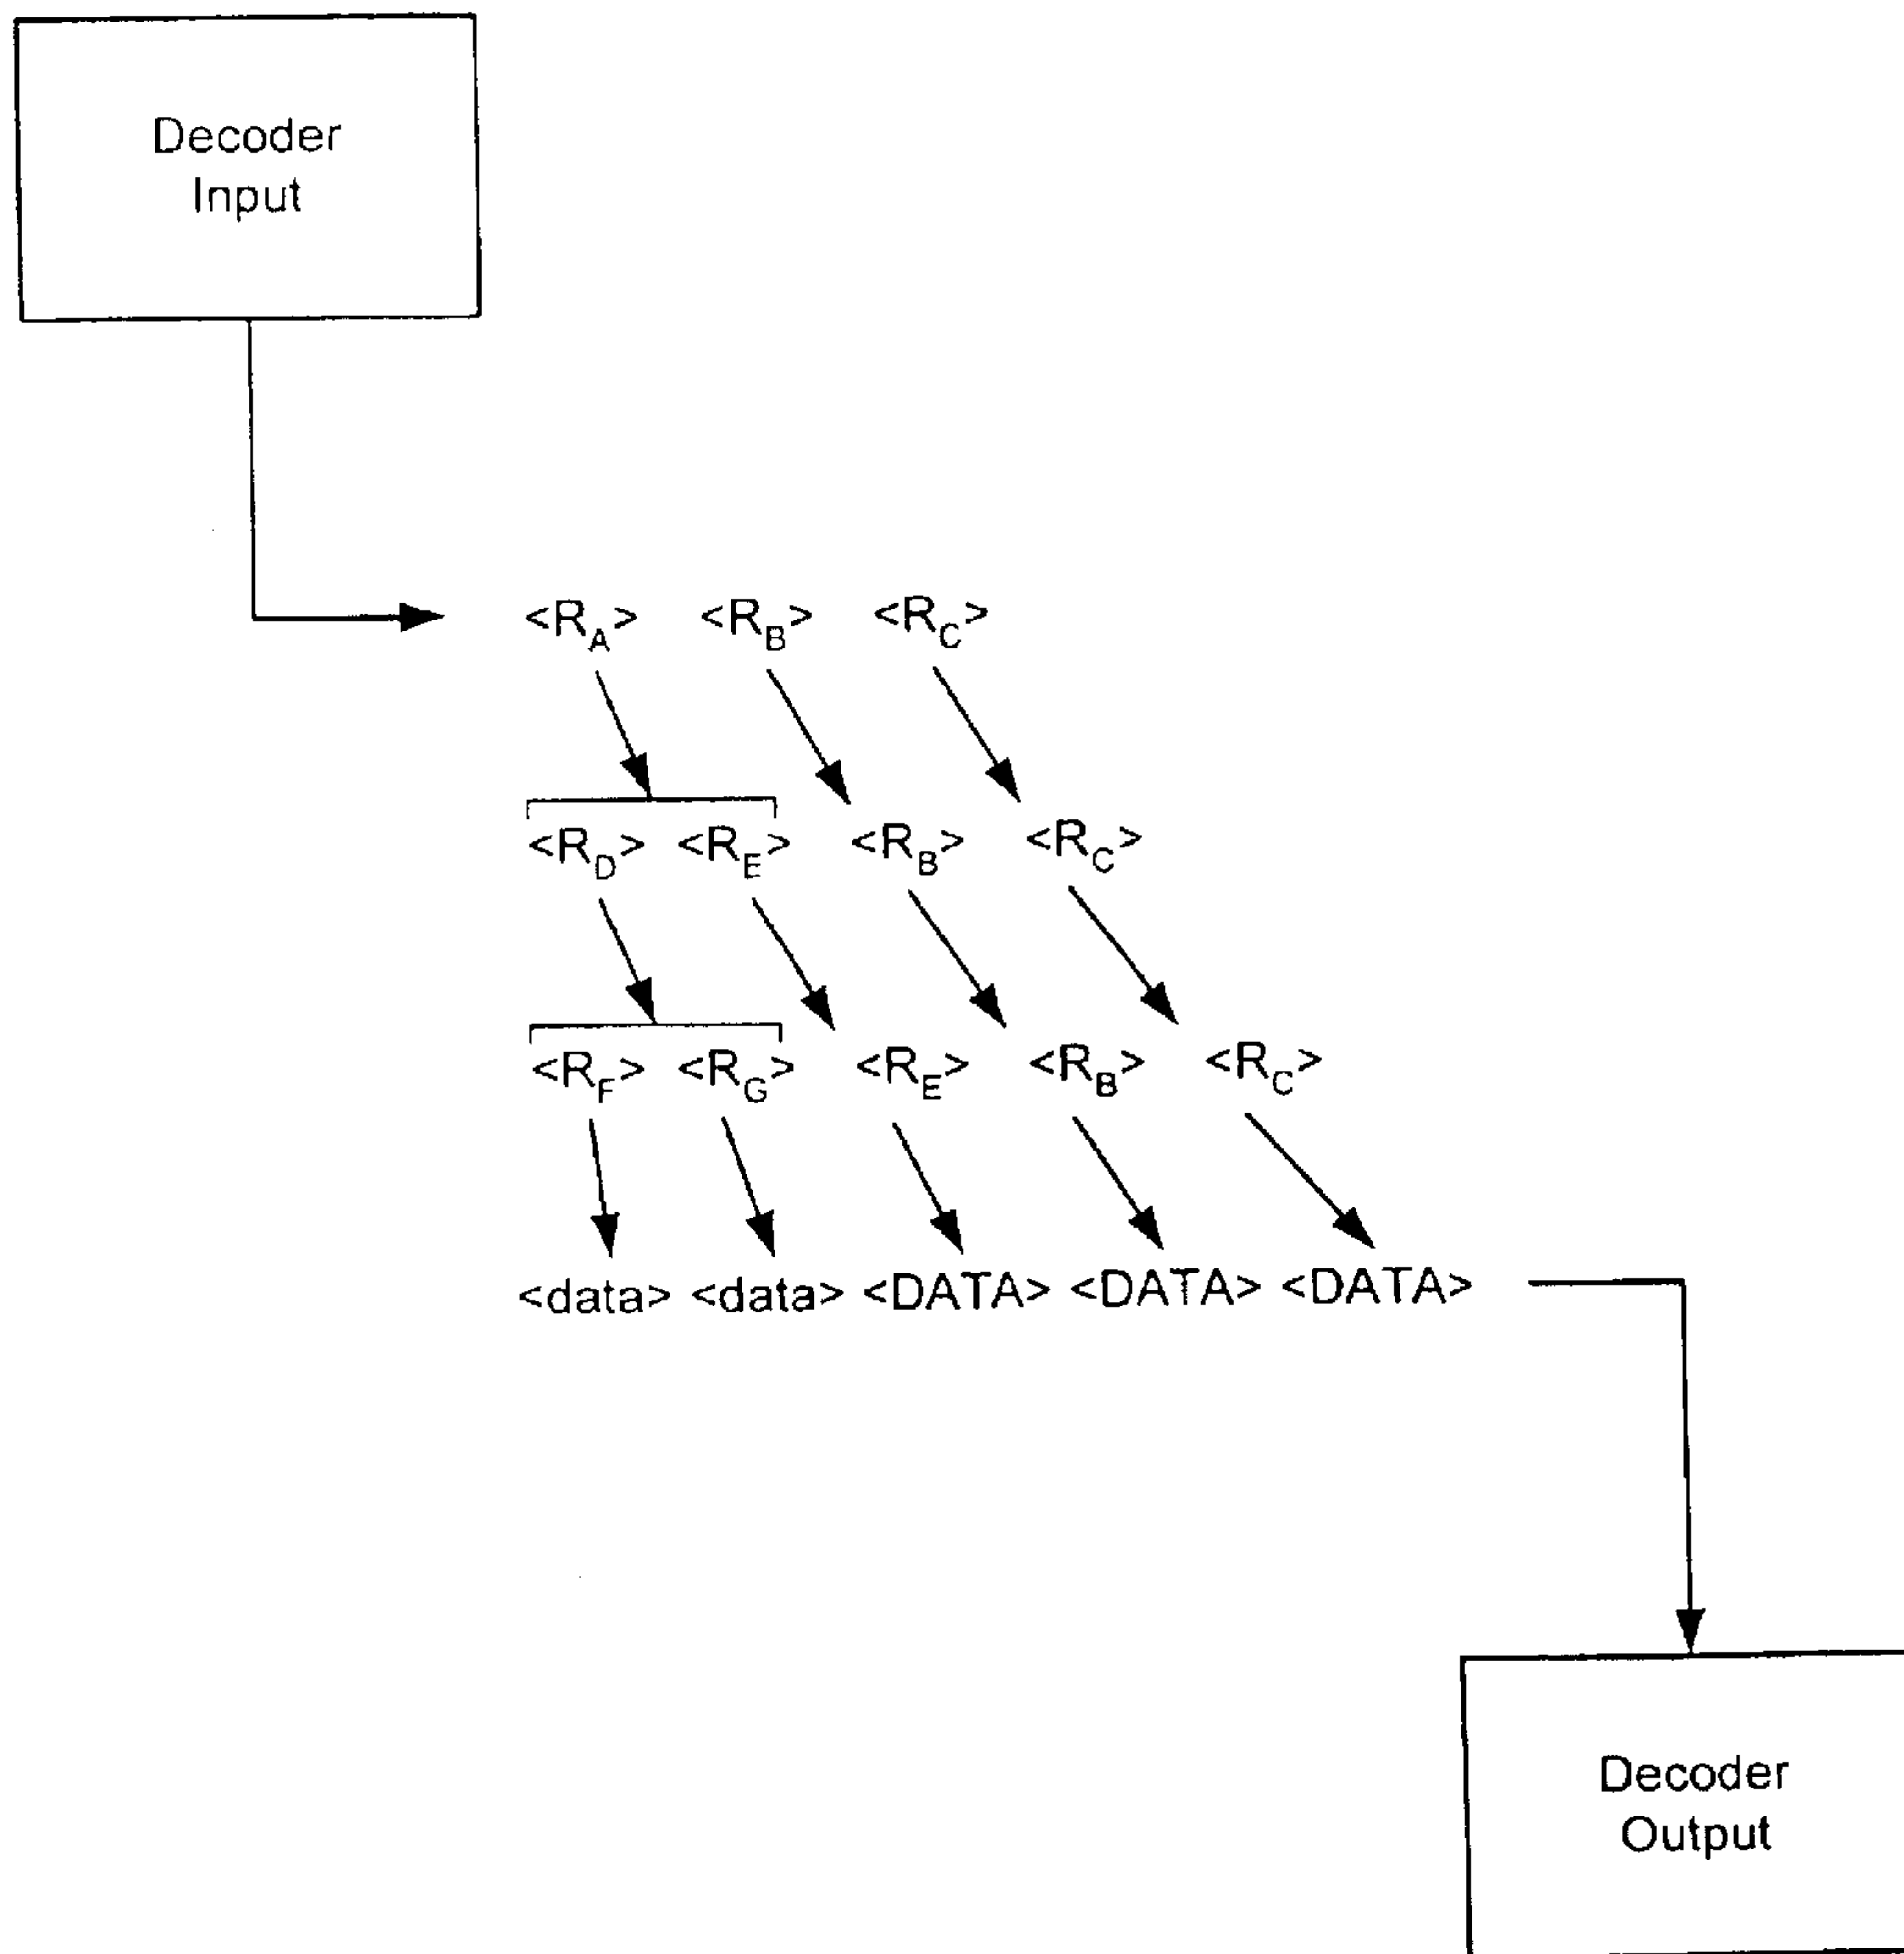 Decoder
Input
<R_A> <R_B> <R_C>
<R_D> <R_E> <R_B> <R_C>
<R_F> <R_G> <R_E> <R_B> <R_C>
<data> <data> <DATA> <DATA> <DATA>
Decoder
Output